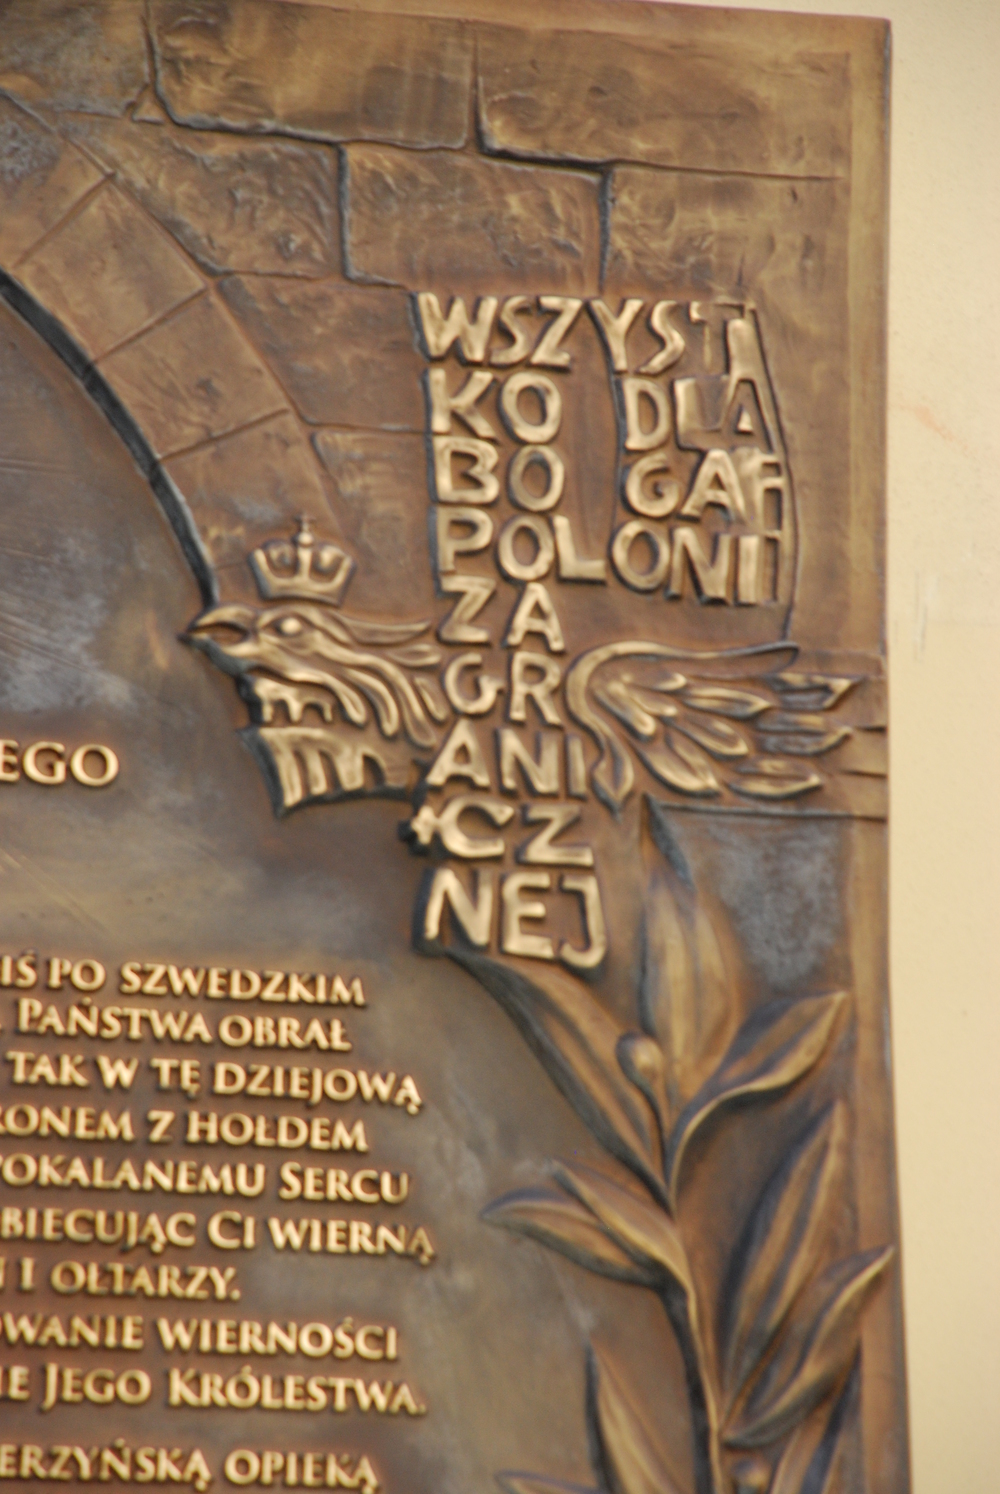 WSZYST
KO DLA
BO GA I
POLONI
ZA
GR
ANI
CZ
NEJ
EGO
IŚ PO SZWEDZKIM
PAŃSTWA OBRAŁ
TAK W TĘ DZIEJOWĄ
RONEM Z HOŁDEM
POKALANEMU SERCU
BIECUJĄC CI WIERNĄ
I OŁTARZY.
OWANIE WIERNOŚCI
IE JEGO KRÓLESTWA.
ERZYŃSKĄ OPIEKĄ